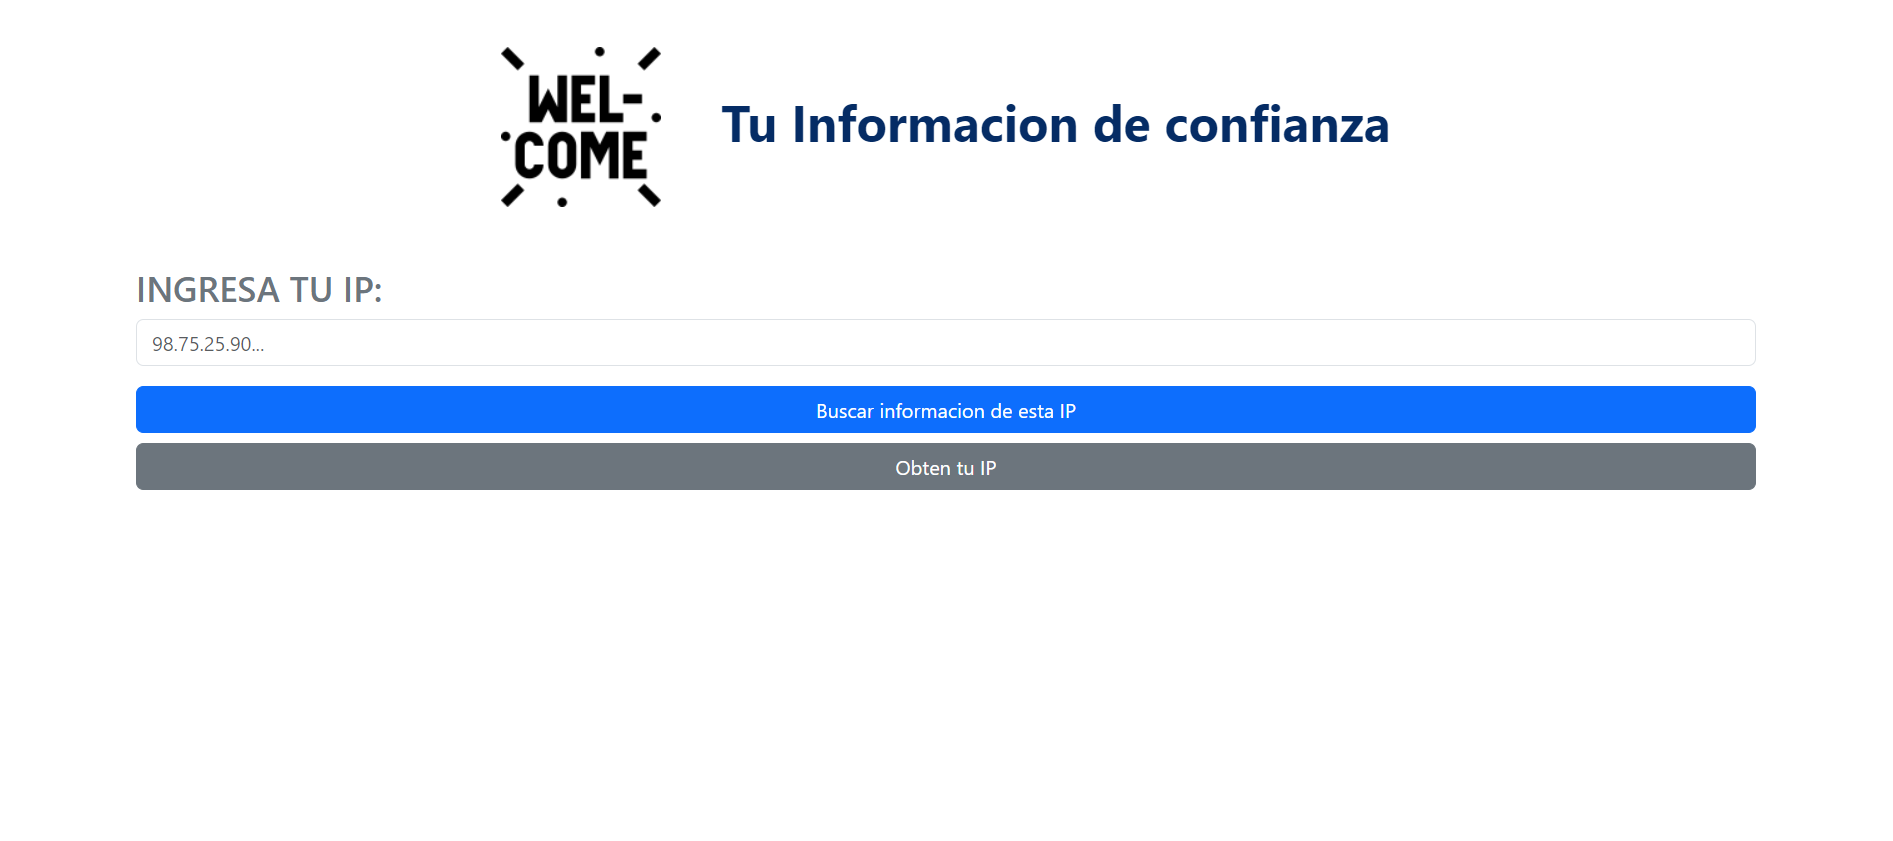 WEL-
COME
Tu Informacion de confianza
INGRESA TU IP:
98.75.25.90...
Buscar informacion de esta IP
Obten tu IP